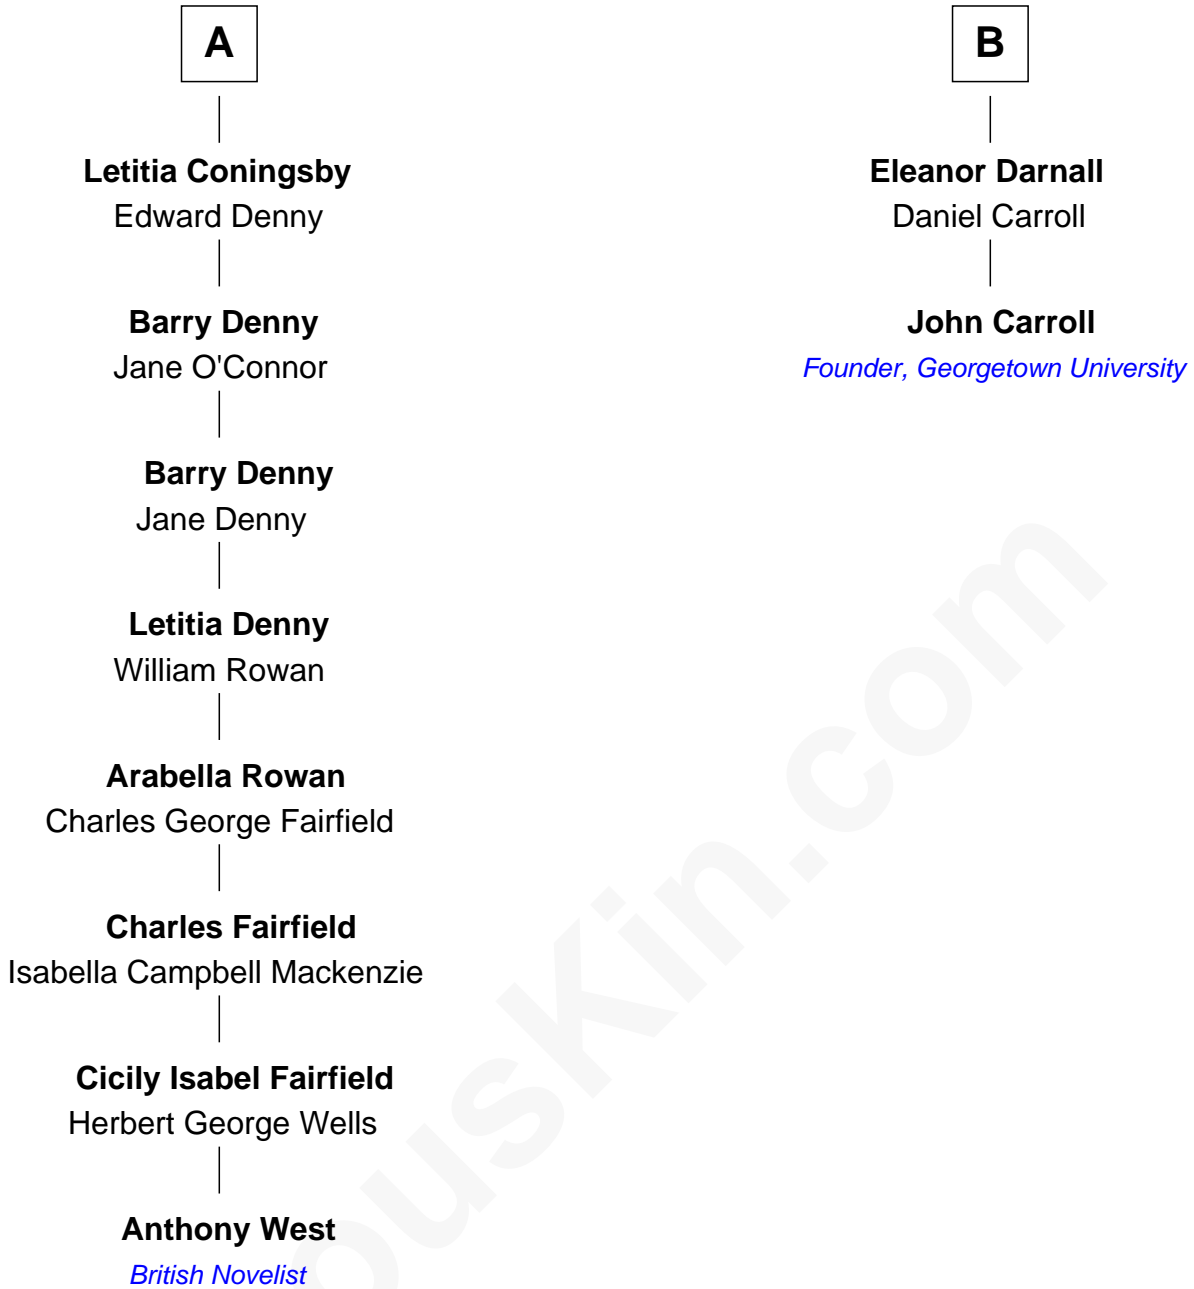 A
Letitia Coningsby
Edward Denny
Barry Denny
Jane O'Connor
Barry Denny
Jane Denny
Letitia Denny
William Rowan
Arabella Rowan
Charles George Fairfield
Charles Fairfield
Isabella Campbell Mackenzie
Cicily Isabel Fairfield
Herbert George Wells
Anthony West
British Novelist
B
Eleanor Darnall
Daniel Carroll
John Carroll
Founder, Georgetown University
ousKin.com